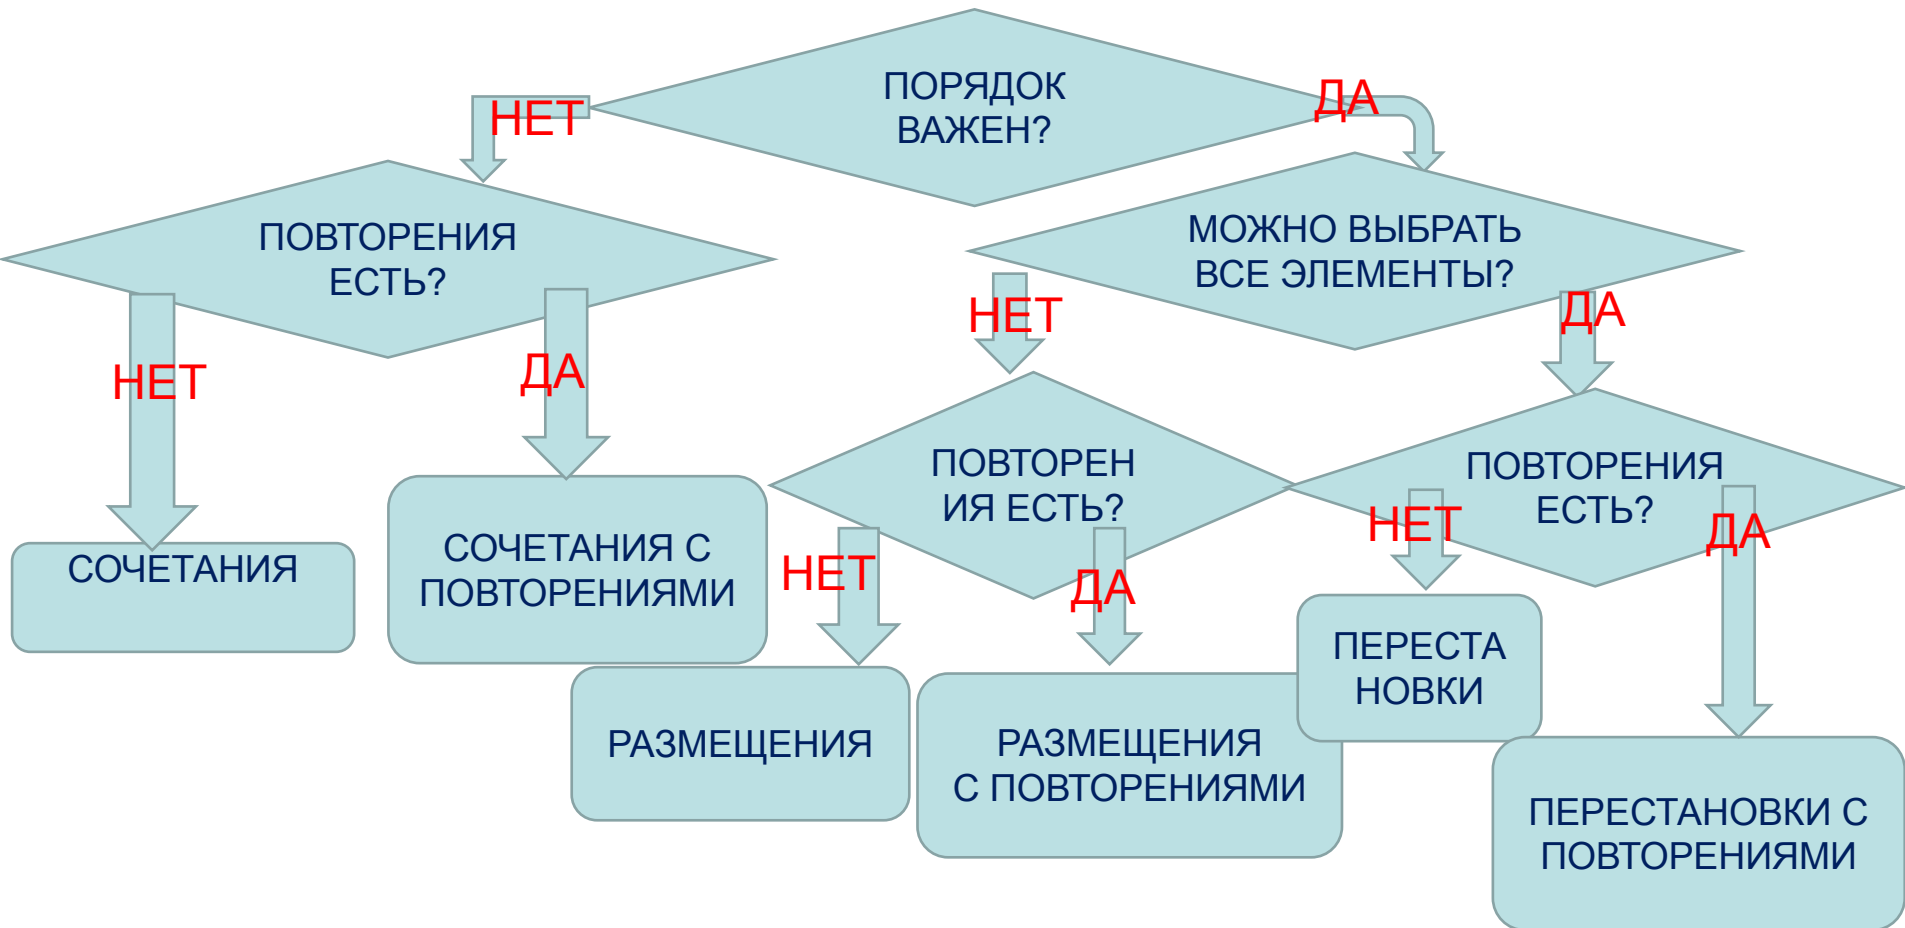 ПОРЯДОК
ВАЖЕН?
НЕТ
ДА
ПОВТОРЕНИЯ
ЕСТЬ?
МОЖНО ВЫБРАТЬ
ВСЕ ЭЛЕМЕНТЫ?
НЕТ
ДА
НЕТ
ДА
ПОВТОРЕН
ИЯ ЕСТЬ?
ПОВТОРЕНИЯ
ЕСТЬ?
НЕТ
ДА
НЕТ
ДА
СОЧЕТАНИЯ
СОЧЕТАНИЯ С
ПОВТОРЕНИЯМИ
РАЗМЕЩЕНИЯ
РАЗМЕЩЕНИЯ
С ПОВТОРЕНИЯМИ
ПЕРЕСТА
НОВКИ
ПЕРЕСТАНОВКИ С
ПОВТОРЕНИЯМИ